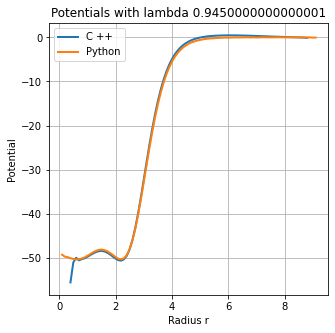 Potentials with lambda 0.9450000000000001
C ++
Python
Potential
0
−10
−20
−30
−40
−50
0 2 4 6 8
Radius r